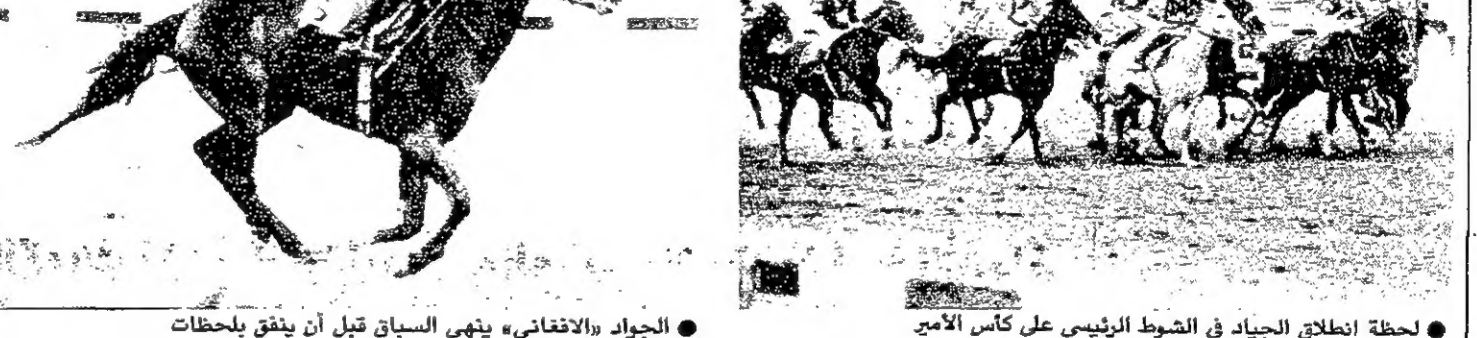 ● لحظة انطلاق الجياد في الشوط الرئيسي على كأس الأمير
● الجواد «الافغاني» ينهي السباق قبل أن ينفق بلحظات